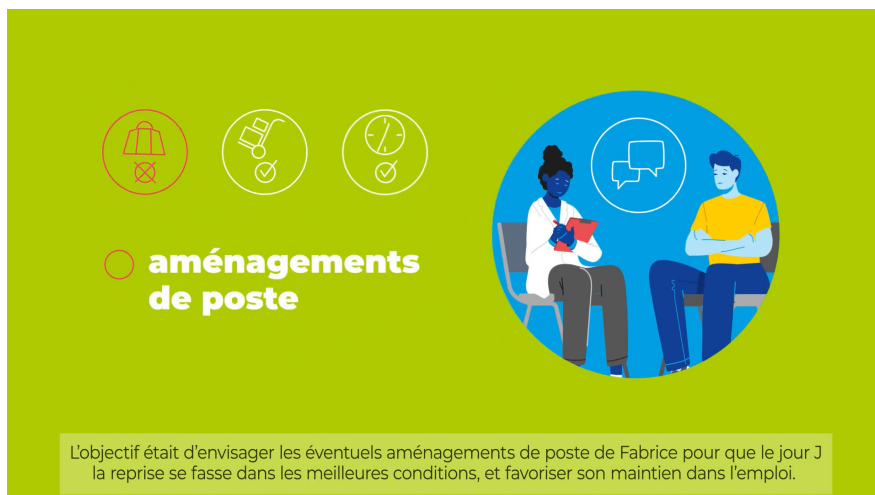 aménagements
de poste
L'objectif était d'envisager les éventuels aménagements de poste de Fabrice pour que le jour J
la reprise se fasse dans les meilleures conditions, et favoriser son maintien dans l'emploi.